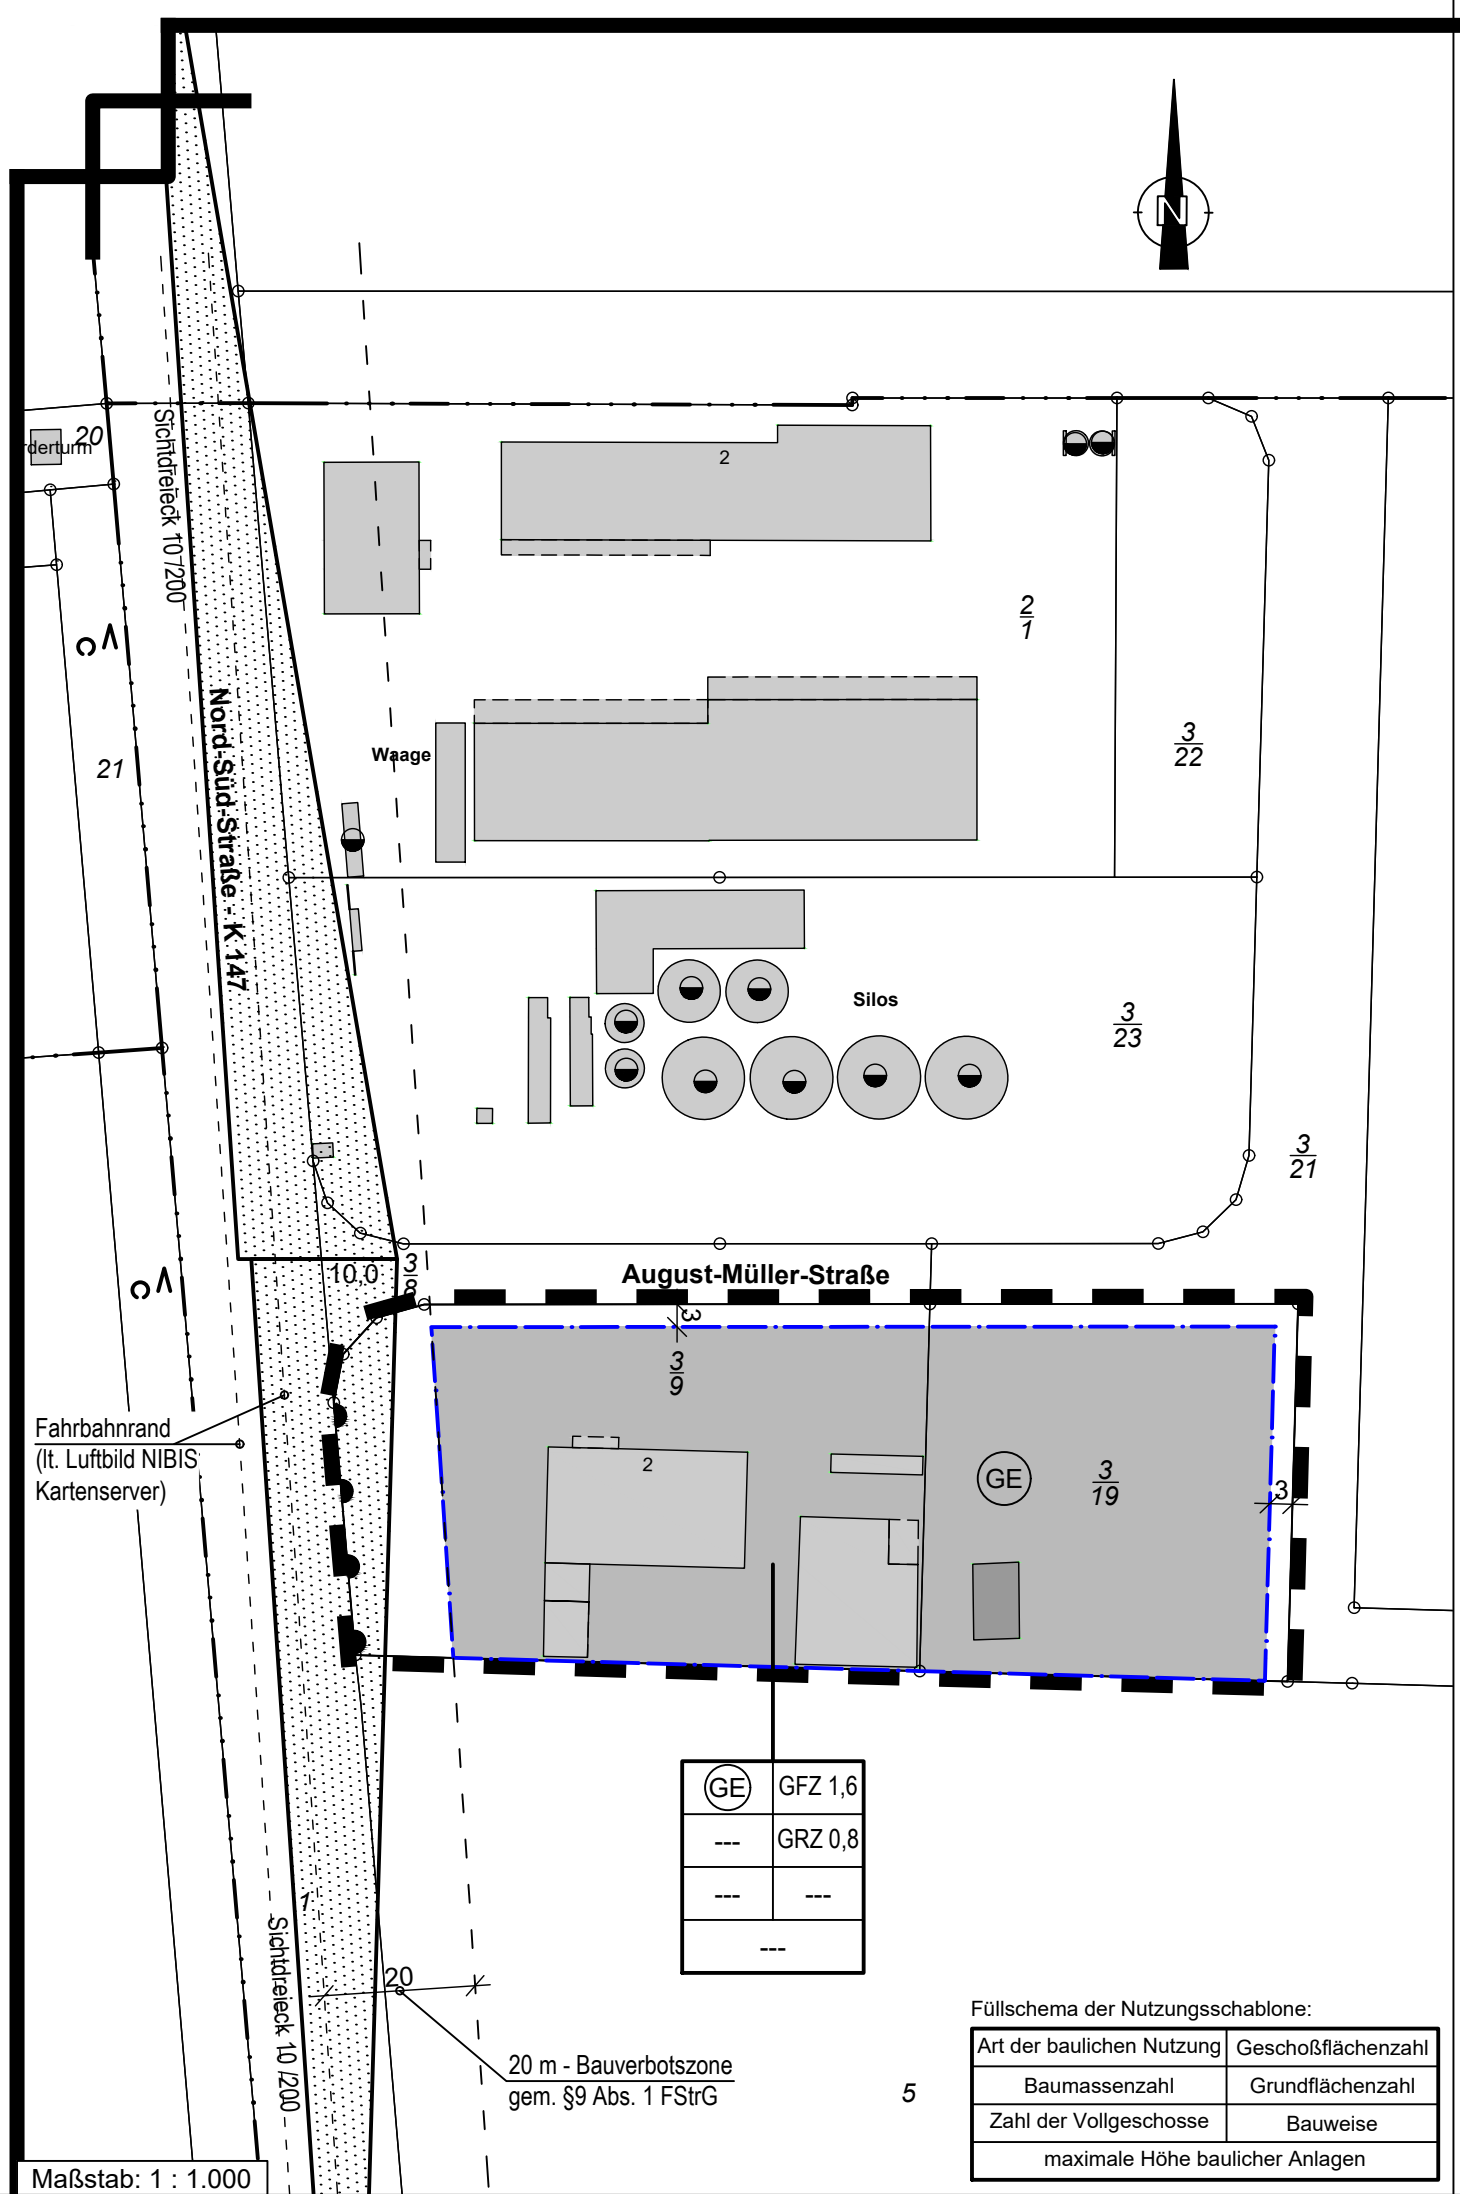 N
20
rderturm
Sichtdreieck 10 /200
2
2
1
3
22
21
Nord-Süd-Straße - K 147
Waage
Silos
3
23
3
21
10,0
3
8
August-Müller-Straße
3
3
9
Fahrbahnrand
(lt. Luftbild NIBIS
Kartenserver)
2
GE
3
19
3
GE GFZ 1,6
--- GRZ 0,8
--- ---
---
1
Sichtdreieck 10 /200
20
20 m - Bauverbotszone
gem. §9 Abs. 1 FStrG
5
Füllschema der Nutzungsschablone:
Art der baulichen Nutzung Geschoßflächenzahl
Baumassenzahl Grundflächenzahl
Zahl der Vollgeschosse Bauweise
maximale Höhe baulicher Anlagen
Maßstab: 1 : 1.000